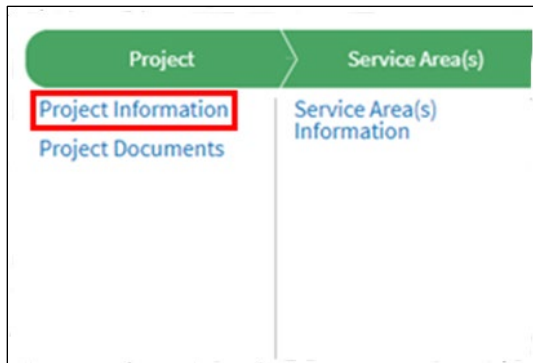 Project
Service Area(s)
Project Information
Project Documents
Service Area(s)
Information